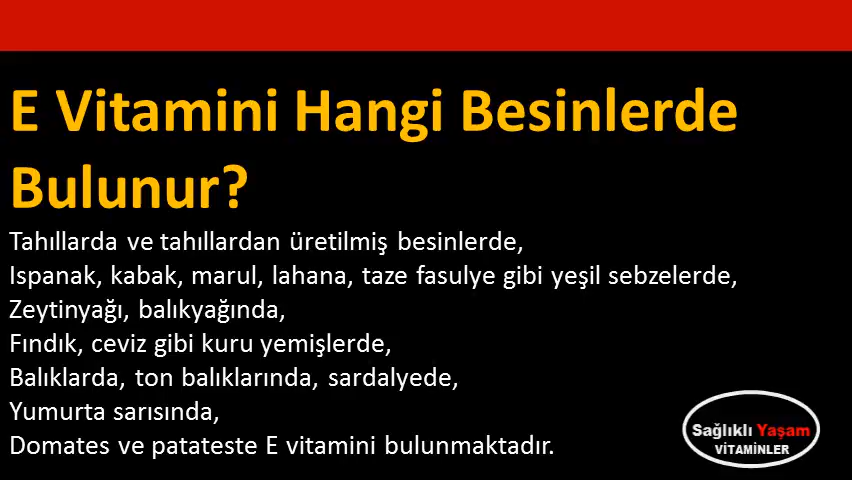 E Vitamini Hangi Besinlerde
Bulunur?
Tahıllarda ve tahıllardan üretilmiş besinlerde,
Ispanak, kabak, marul, lahana, taze fasulye gibi yeşil sebzelerde,
Zeytinyağı, balıkyağında,
Fındık, ceviz gibi kuru yemişlerde,
Balıklarda, ton balıklarında, sardalyede,
Yumurta sarısında,
Domates ve patateste E vitamini bulunmaktadır.
Sağlıklı Yaşam
VİTAMİNLER